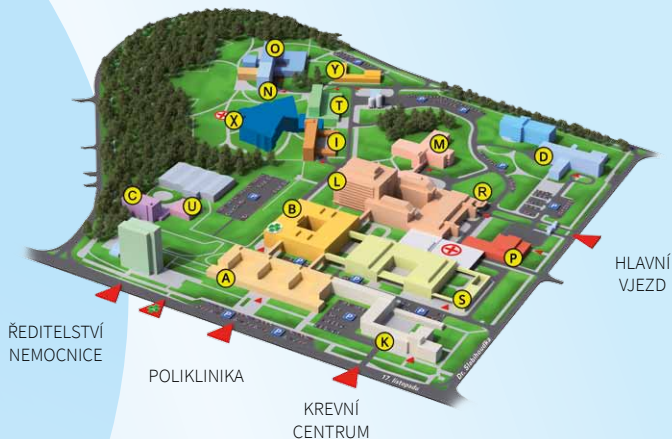 O
Y
N
T
X
I
M
D
L
C
U
B
R
A
P
S
K
HLAVNÍ
VJEZD
ŘEDITELSTVÍ
NEMOCNICE
POLIKLINIKA
KREVNÍ
CENTRUM
17. listopadu
Dr. Slabihoudka
P
P
P
P
P
P
P
P
P
P